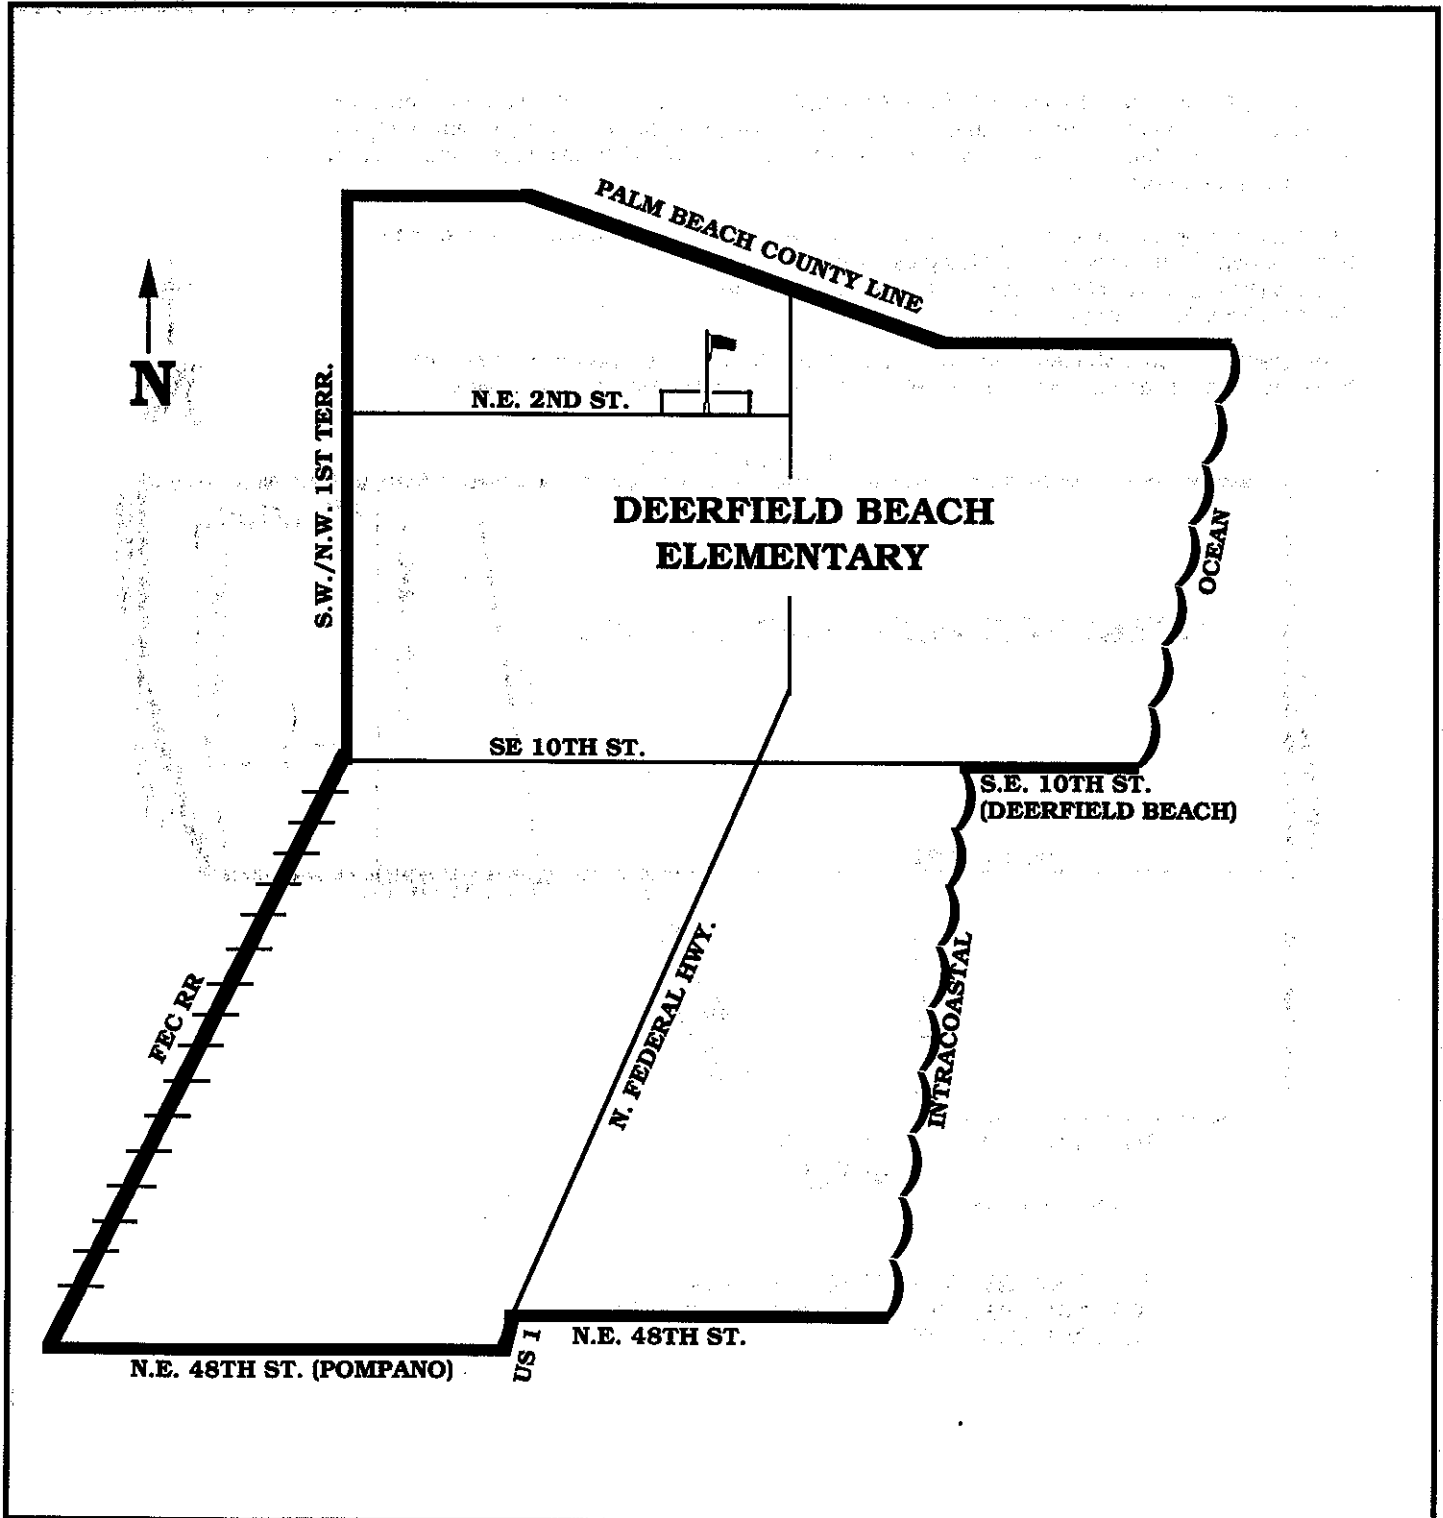 PALM BEACH COUNTY LINE
N
S.W./N.W. 1ST TERR.
N.E. 2ND ST.
DEERFIELD BEACH
ELEMENTARY
OCEAN
SE 10TH ST.
S.E. 10TH ST.
(DEERFIELD BEACH)
FEC RR
N. FEDERAL HWY.
INTRACOASTAL
N.E. 48TH ST. (POMPANO)
US 1
N.E. 48TH ST.